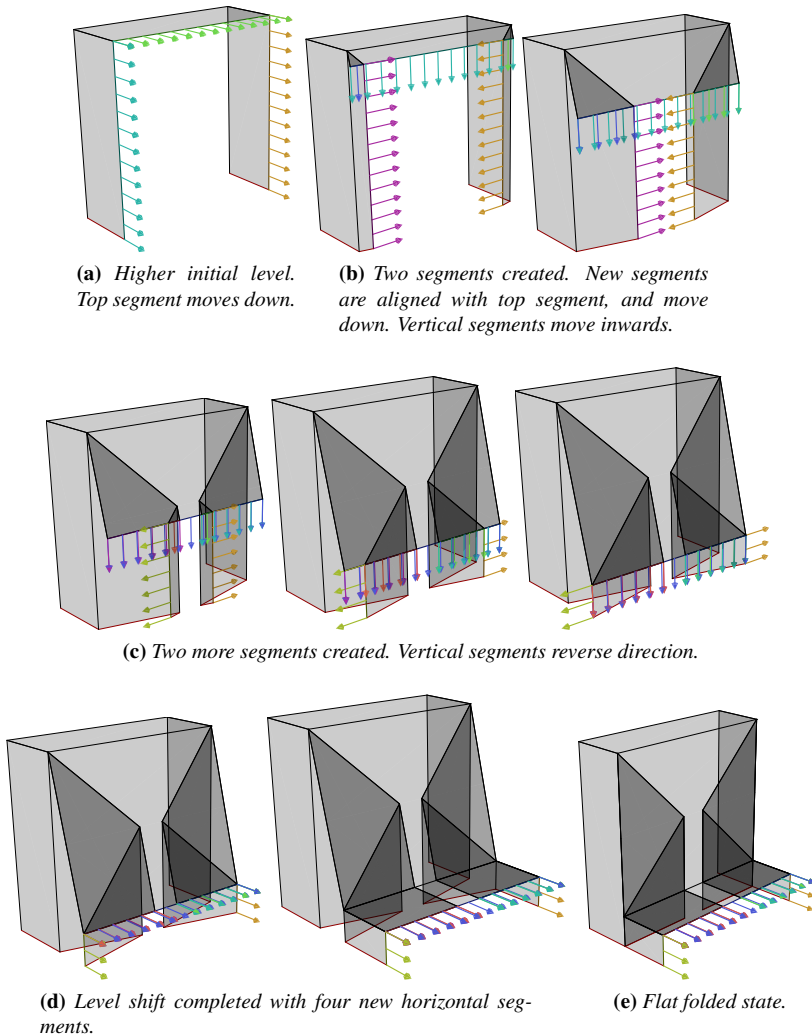 (a) Higher initial level.
Top segment moves down.
(b) Two segments created. New segments
are aligned with top segment, and move
down. Vertical segments move inwards.
(c) Two more segments created. Vertical segments reverse direction.
(d) Level shift completed with four new horizontal seg-
ments.
(e) Flat folded state.